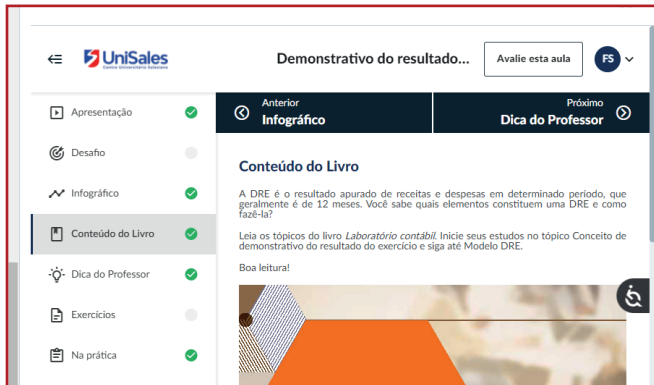 UniSales
Centro Universitário Salesiano
Demonstrativo do resultado...
Avalie esta aula
FS
Apresentação
Desafio
Infográfico
Conteúdo do Livro
Dica do Professor
Exercícios
Na prática
Anterior
Infográfico
Próximo
Dica do Professor
Conteúdo do Livro
A DRE é o resultado apurado de receitas e despesas em determinado período, que
geralmente é de 12 meses. Você sabe quais elementos constituem uma DRE e como
fazê-la?
Leia os tópicos do livro Laboratório contábil. Inicie seus estudos no tópico Conceito de
demonstrativo do resultado do exercício e siga até Modelo DRE.
Boa leitura!